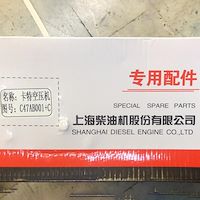 专用配件
SPECIAL SPARE PARTS
名称: 卡特空压机
图号: C47AB001-C
上海柴油机股份有限公司
SHANGHAI DIESEL ENGINE CO.,LTD